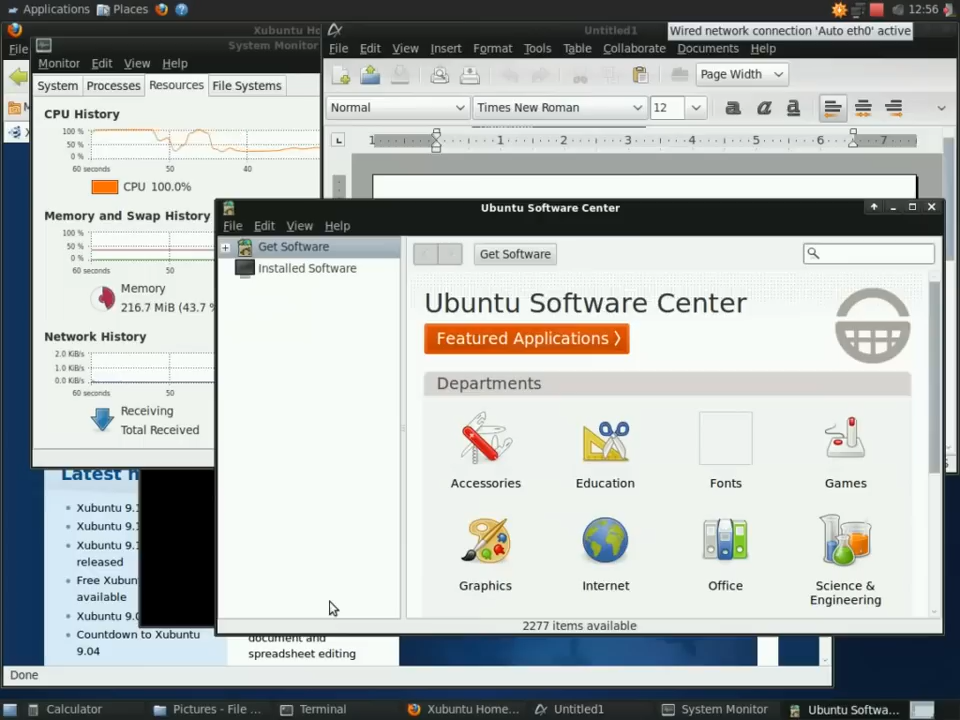 Applications Places 12:56
Xubuntu Ho
Untitled1
Wired network connection 'Auto eth0' active
File
System Monitor
File Edit View Insert Format Tools Table Collaborate Documents Help
Monitor Edit View Help
Page Width
System Processes Resources File Systems
Normal Times New Roman 12
CPU History
100 %
50 %
0 %
60 seconds 50 40
CPU 100.0%
1 1 2 3 4 5 6 7
Memory and Swap History
100 %
50 %
0 %
60 seconds 50
Memory
216.7 MiB (43.7 %
Network History
2.0 KiB/s
1.0 KiB/s
0.0 KiB/s
60 seconds 50
Receiving
Total Received
Ubuntu Software Center
File Edit View Help
Get Software
Installed Software
Get Software
Ubuntu Software Center
Featured Applications ⟩
Departments
Accessories Education Fonts Games
Graphics Internet Office Science &
Engineering
2277 items available
Latest n
Xubuntu 9.1
Xubuntu 9.1
Xubuntu 9.1
released
Free Xubun
available
Xubuntu 9.0
Countdown to Xubuntu
9.04
document and
spreadsheet editing
Done
Calculator Pictures - File ... Terminal Xubuntu Home... Untitled1 System Monitor Ubuntu Softwa...